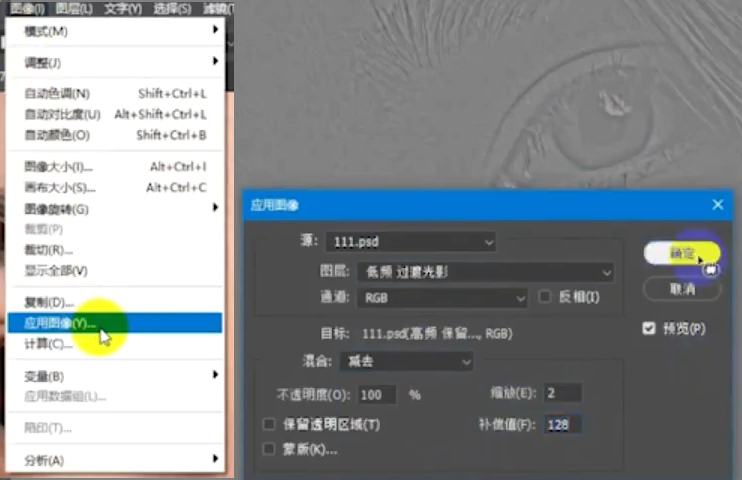 图像(I) 图层(L) 文字(Y) 选择(S) 滤镜(T
模式(M)
调整(J)
自动色调(N) Shift+Ctrl+L
自动对比度(U) Alt+Shift+Ctrl+L
自动颜色(O) Shift+Ctrl+B
图像大小(I)... Alt+Ctrl+I
画布大小(S)... Alt+Ctrl+C
图像旋转(G)
裁剪(P)
裁切(R)...
显示全部(V)
复制(D)...
应用图像(Y)...
计算(C)...
变量(B)
应用数据组(L)...
陷印(T)...
分析(A)
应用图像
源: 111.psd
确定
图层: 低频 过渡光影
取消
通道: RGB 反相(I)
目标: 111.psd(高频 保留..., RGB)
预览(P)
混合: 减去
不透明度(O): 100 % 缩放(E): 2
保留透明区域(T) 补偿值(F): 128
蒙版(K)...